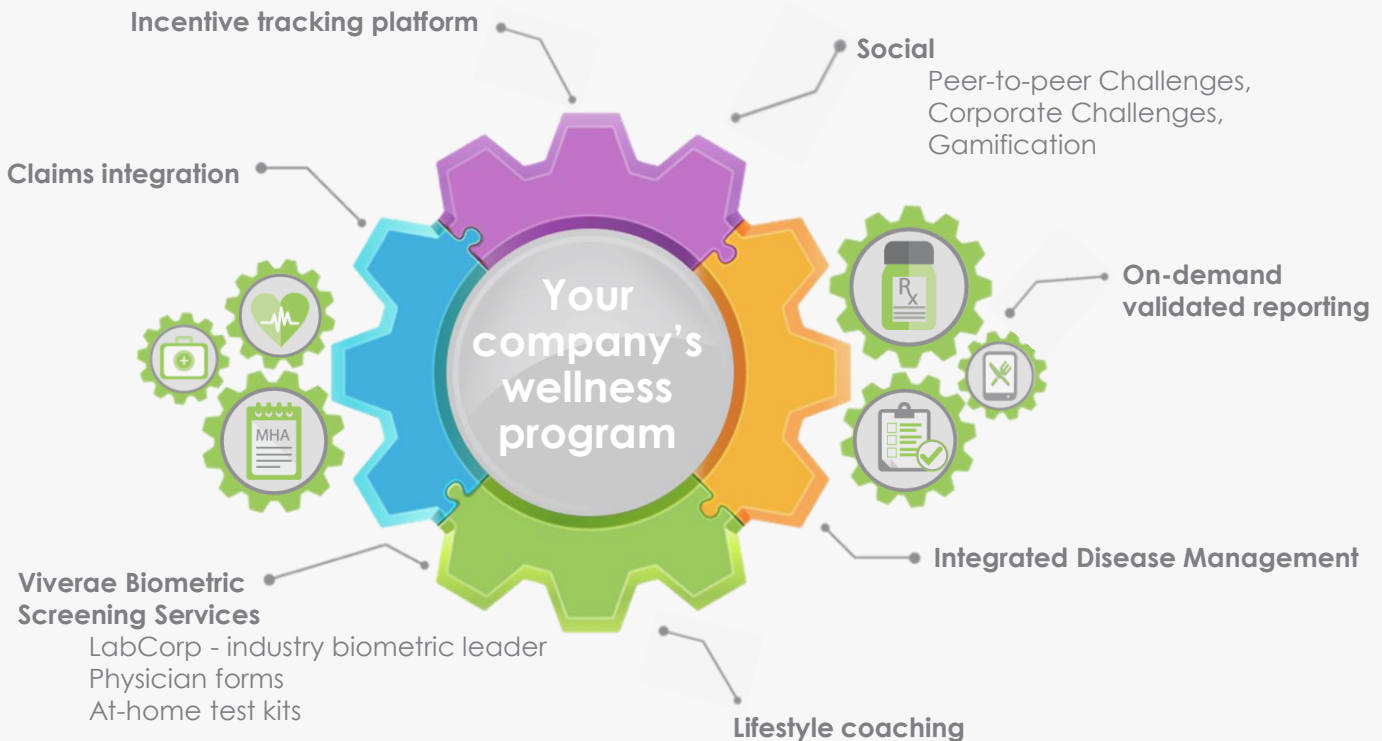 Incentive tracking platform
Social
Peer-to-peer Challenges,
Corporate Challenges,
Gamification
Claims integration
On-demand
validated reporting
Rx
MHA
Your
company’s
wellness
program
Integrated Disease Management
Viverae Biometric
Screening Services
LabCorp - industry biometric leader
Physician forms
At-home test kits
Lifestyle coaching